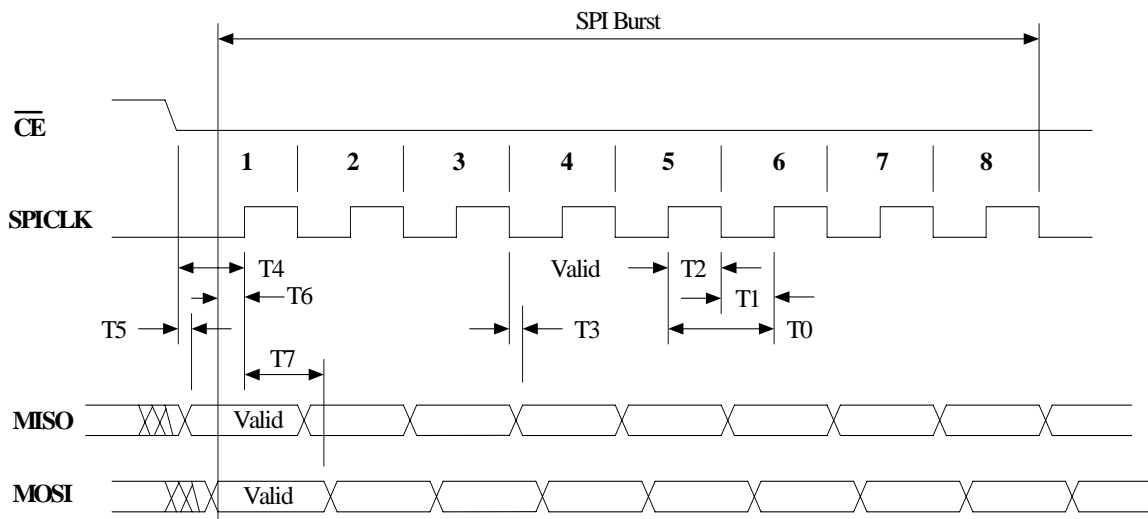 SPI Burst
CE
1 2 3 4 5 6 7 8
SPICLK
T4 Valid T2
T6 T1
T5 T3 T0
T7
MISO Valid
MOSI Valid